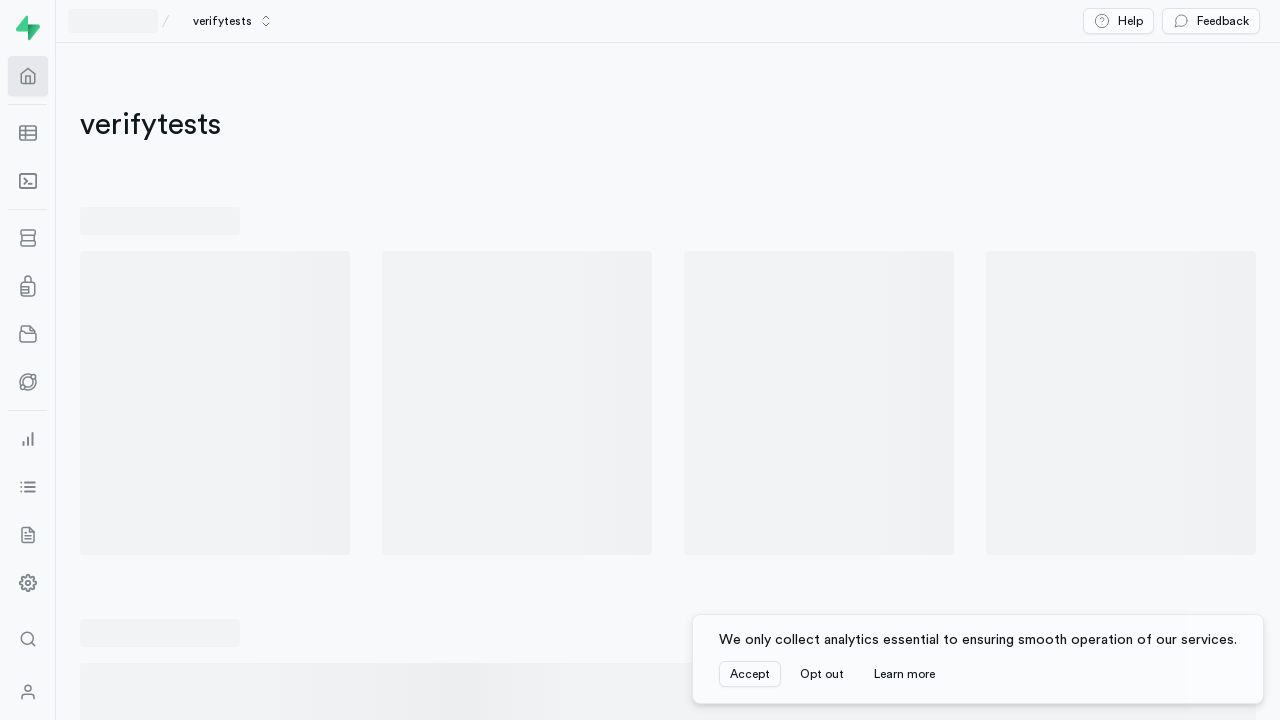 verifytests
Help
Feedback
verifytests
We only collect analytics essential to ensuring smooth operation of our services.
Accept
Opt out
Learn more